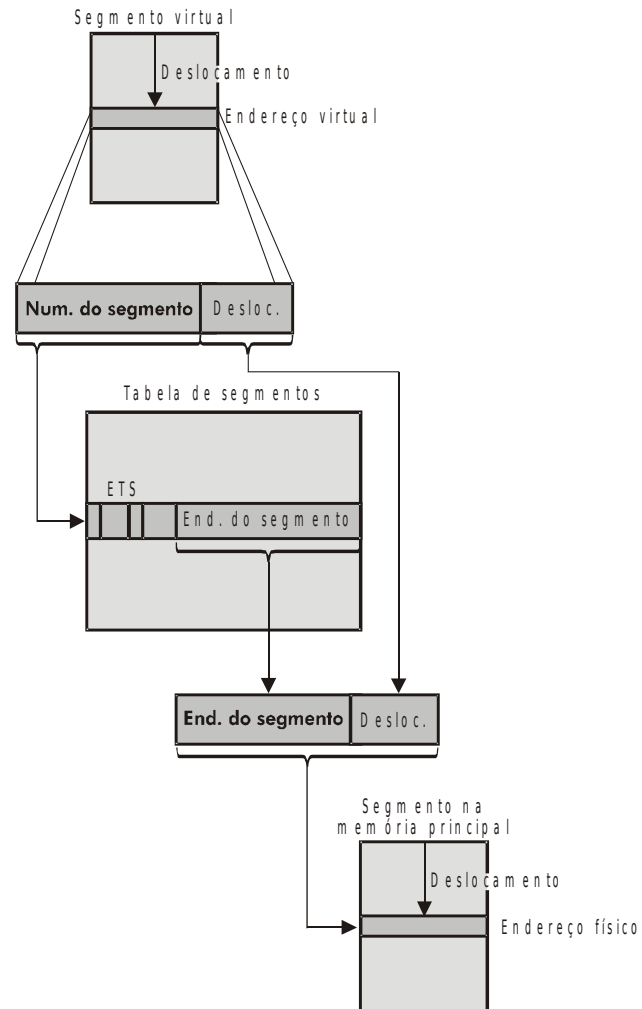 Segmento virtual
Deslocamento
Endereço virtual
Num. do segmento
Desloc.
Tabela de segmentos
ETS
End. do segmento
End. do segmento
Desloc.
Segmento na
memória principal
Deslocamento
Endereço físico